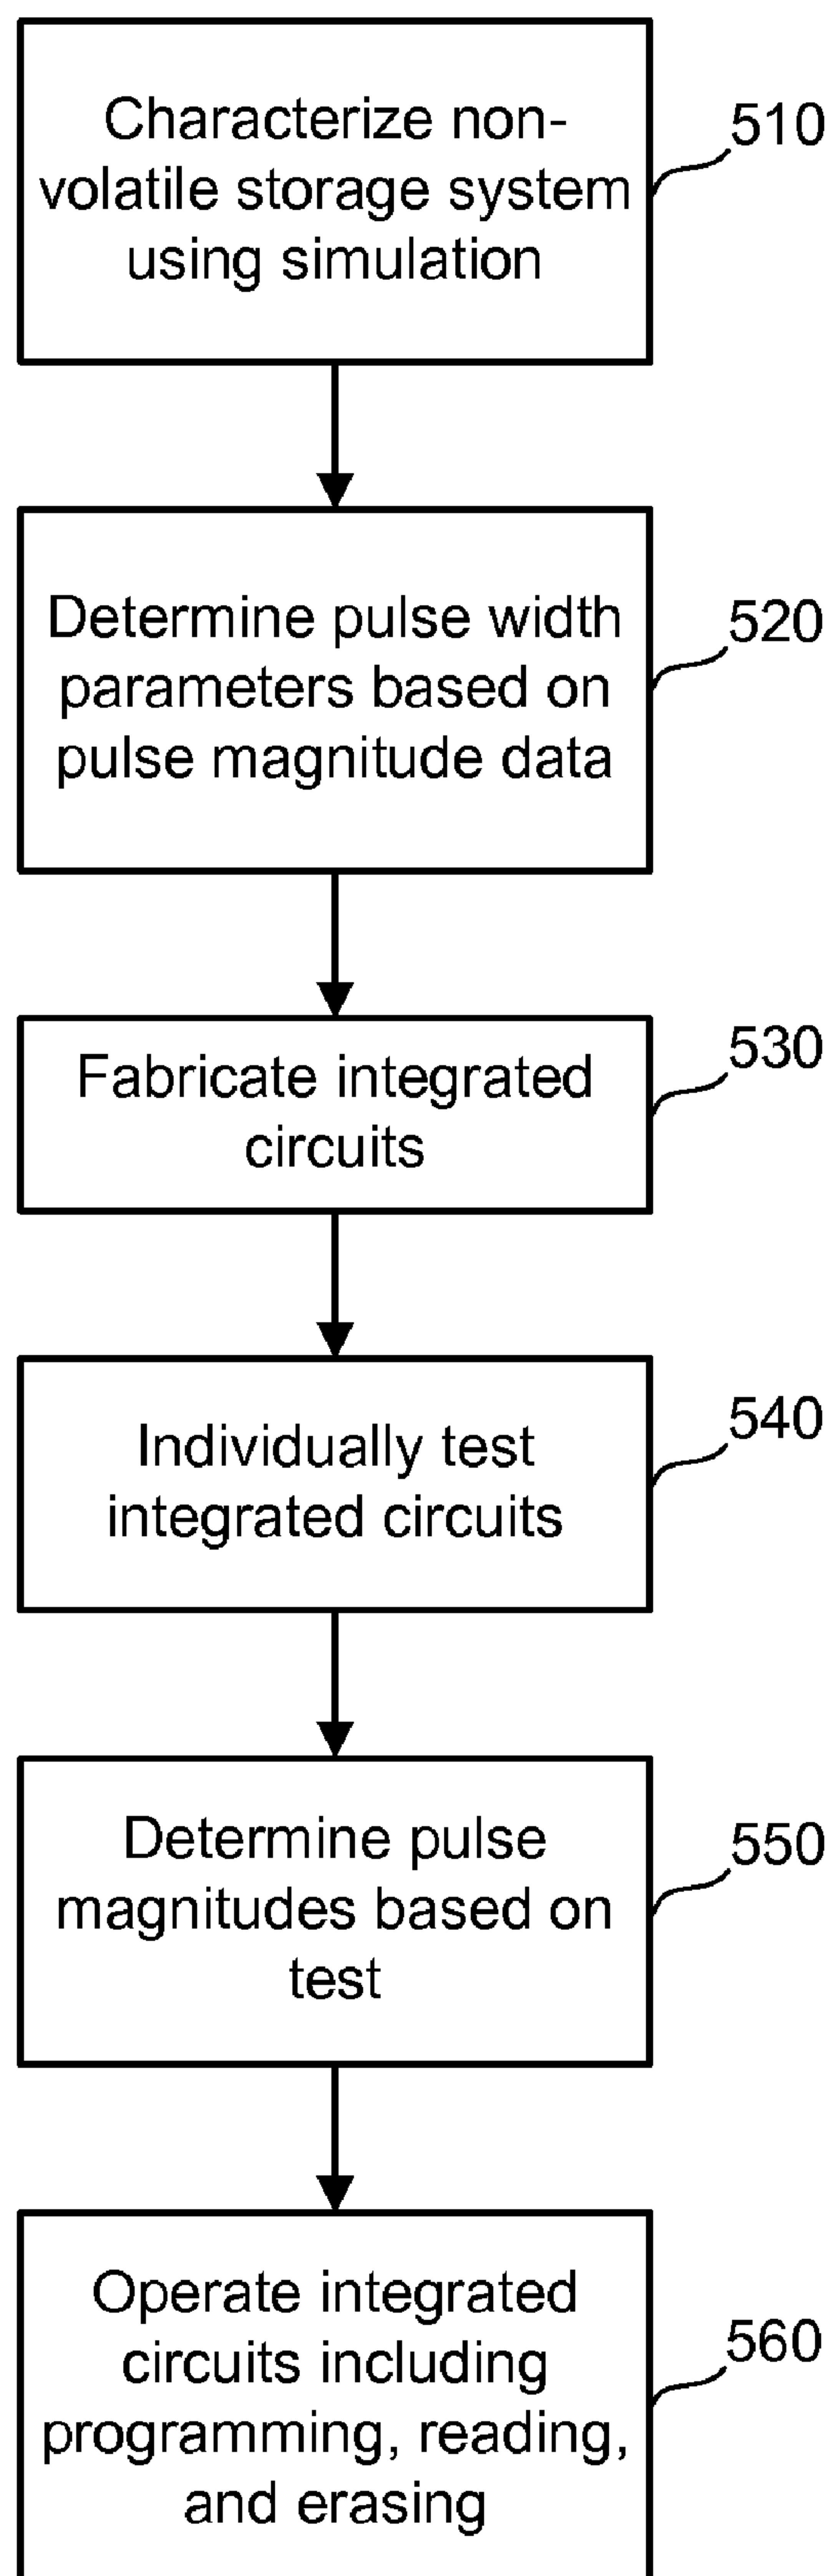 Characterize non-
volatile storage system
using simulation
510
Determine pulse width
parameters based on
pulse magnitude data
520
Fabricate integrated
circuits
530
Individually test
integrated circuits
540
Determine pulse
magnitudes based on
test
550
Operate integrated
circuits including
programming, reading,
and erasing
560